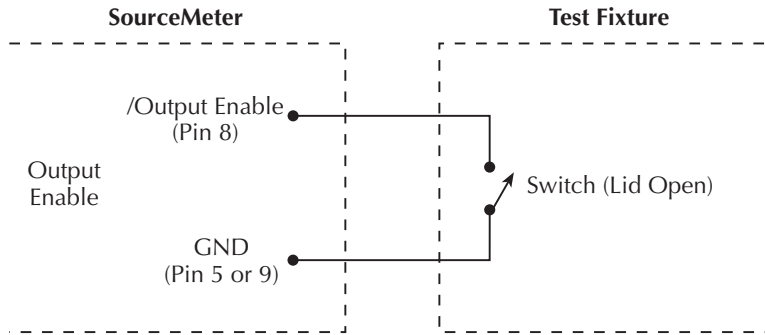 SourceMeter
Test Fixture
/Output Enable
(Pin 8)
Output
Enable
Switch (Lid Open)
GND
(Pin 5 or 9)